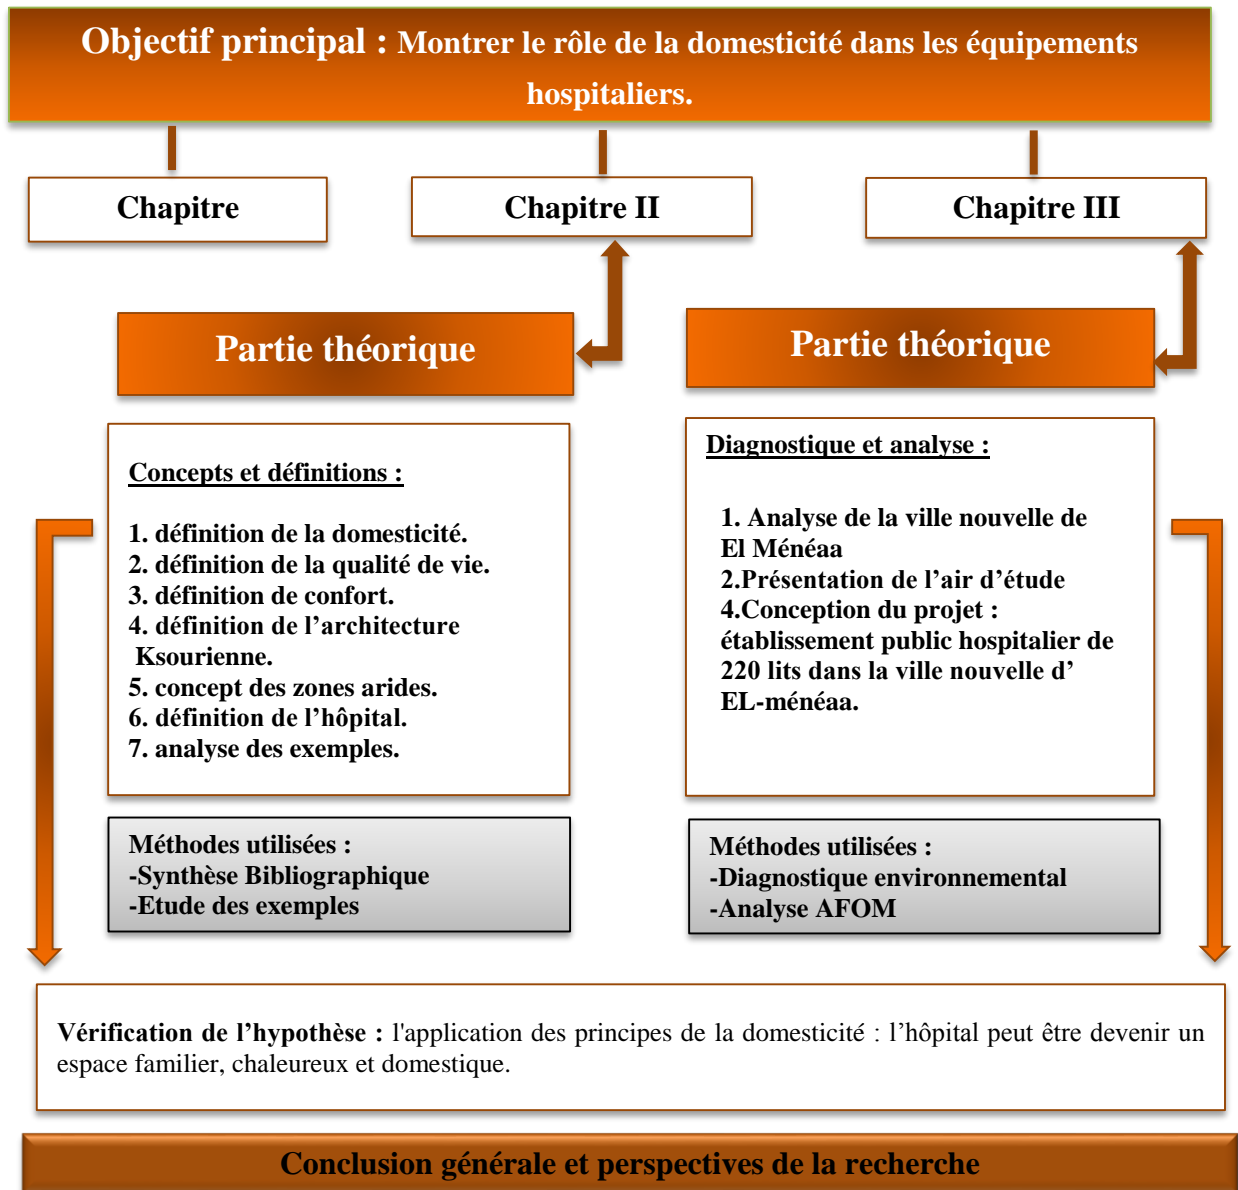 Objectif principal : Montrer le rôle de la domesticité dans les équipements
hospitaliers.
Chapitre
Chapitre II
Chapitre III
Partie théorique
Partie théorique
Concepts et définitions :
1. définition de la domesticité.
2. définition de la qualité de vie.
3. définition de confort.
4. définition de l’architecture
Ksourienne.
5. concept des zones arides.
6. définition de l’hôpital.
7. analyse des exemples.
Diagnostique et analyse :
1. Analyse de la ville nouvelle de
El Ménéaa
2.Présentation de l’air d’étude
4.Conception du projet :
établissement public hospitalier de
220 lits dans la ville nouvelle d’
EL-ménéaa.
Méthodes utilisées :
-Synthèse Bibliographique
-Etude des exemples
Méthodes utilisées :
-Diagnostique environnemental
-Analyse AFOM
Vérification de l’hypothèse : l'application des principes de la domesticité : l’hôpital peut être devenir un
espace familier, chaleureux et domestique.
Conclusion générale et perspectives de la recherche